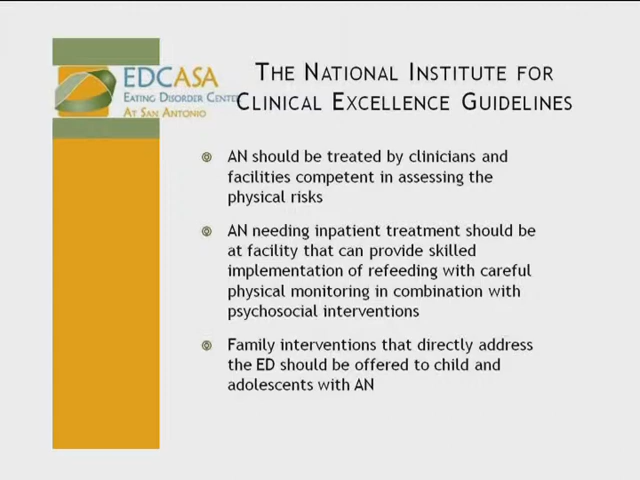 EDCASA
EATING DISORDER CENTER
AT SAN ANTONIO
THE NATIONAL INSTITUTE FOR
CLINICAL EXCELLENCE GUIDELINES
AN should be treated by clinicians and
facilities competent in assessing the
physical risks
AN needing inpatient treatment should be
at facility that can provide skilled
implementation of refeeding with careful
physical monitoring in combination with
psychosocial interventions
Family interventions that directly address
the ED should be offered to child and
adolescents with AN